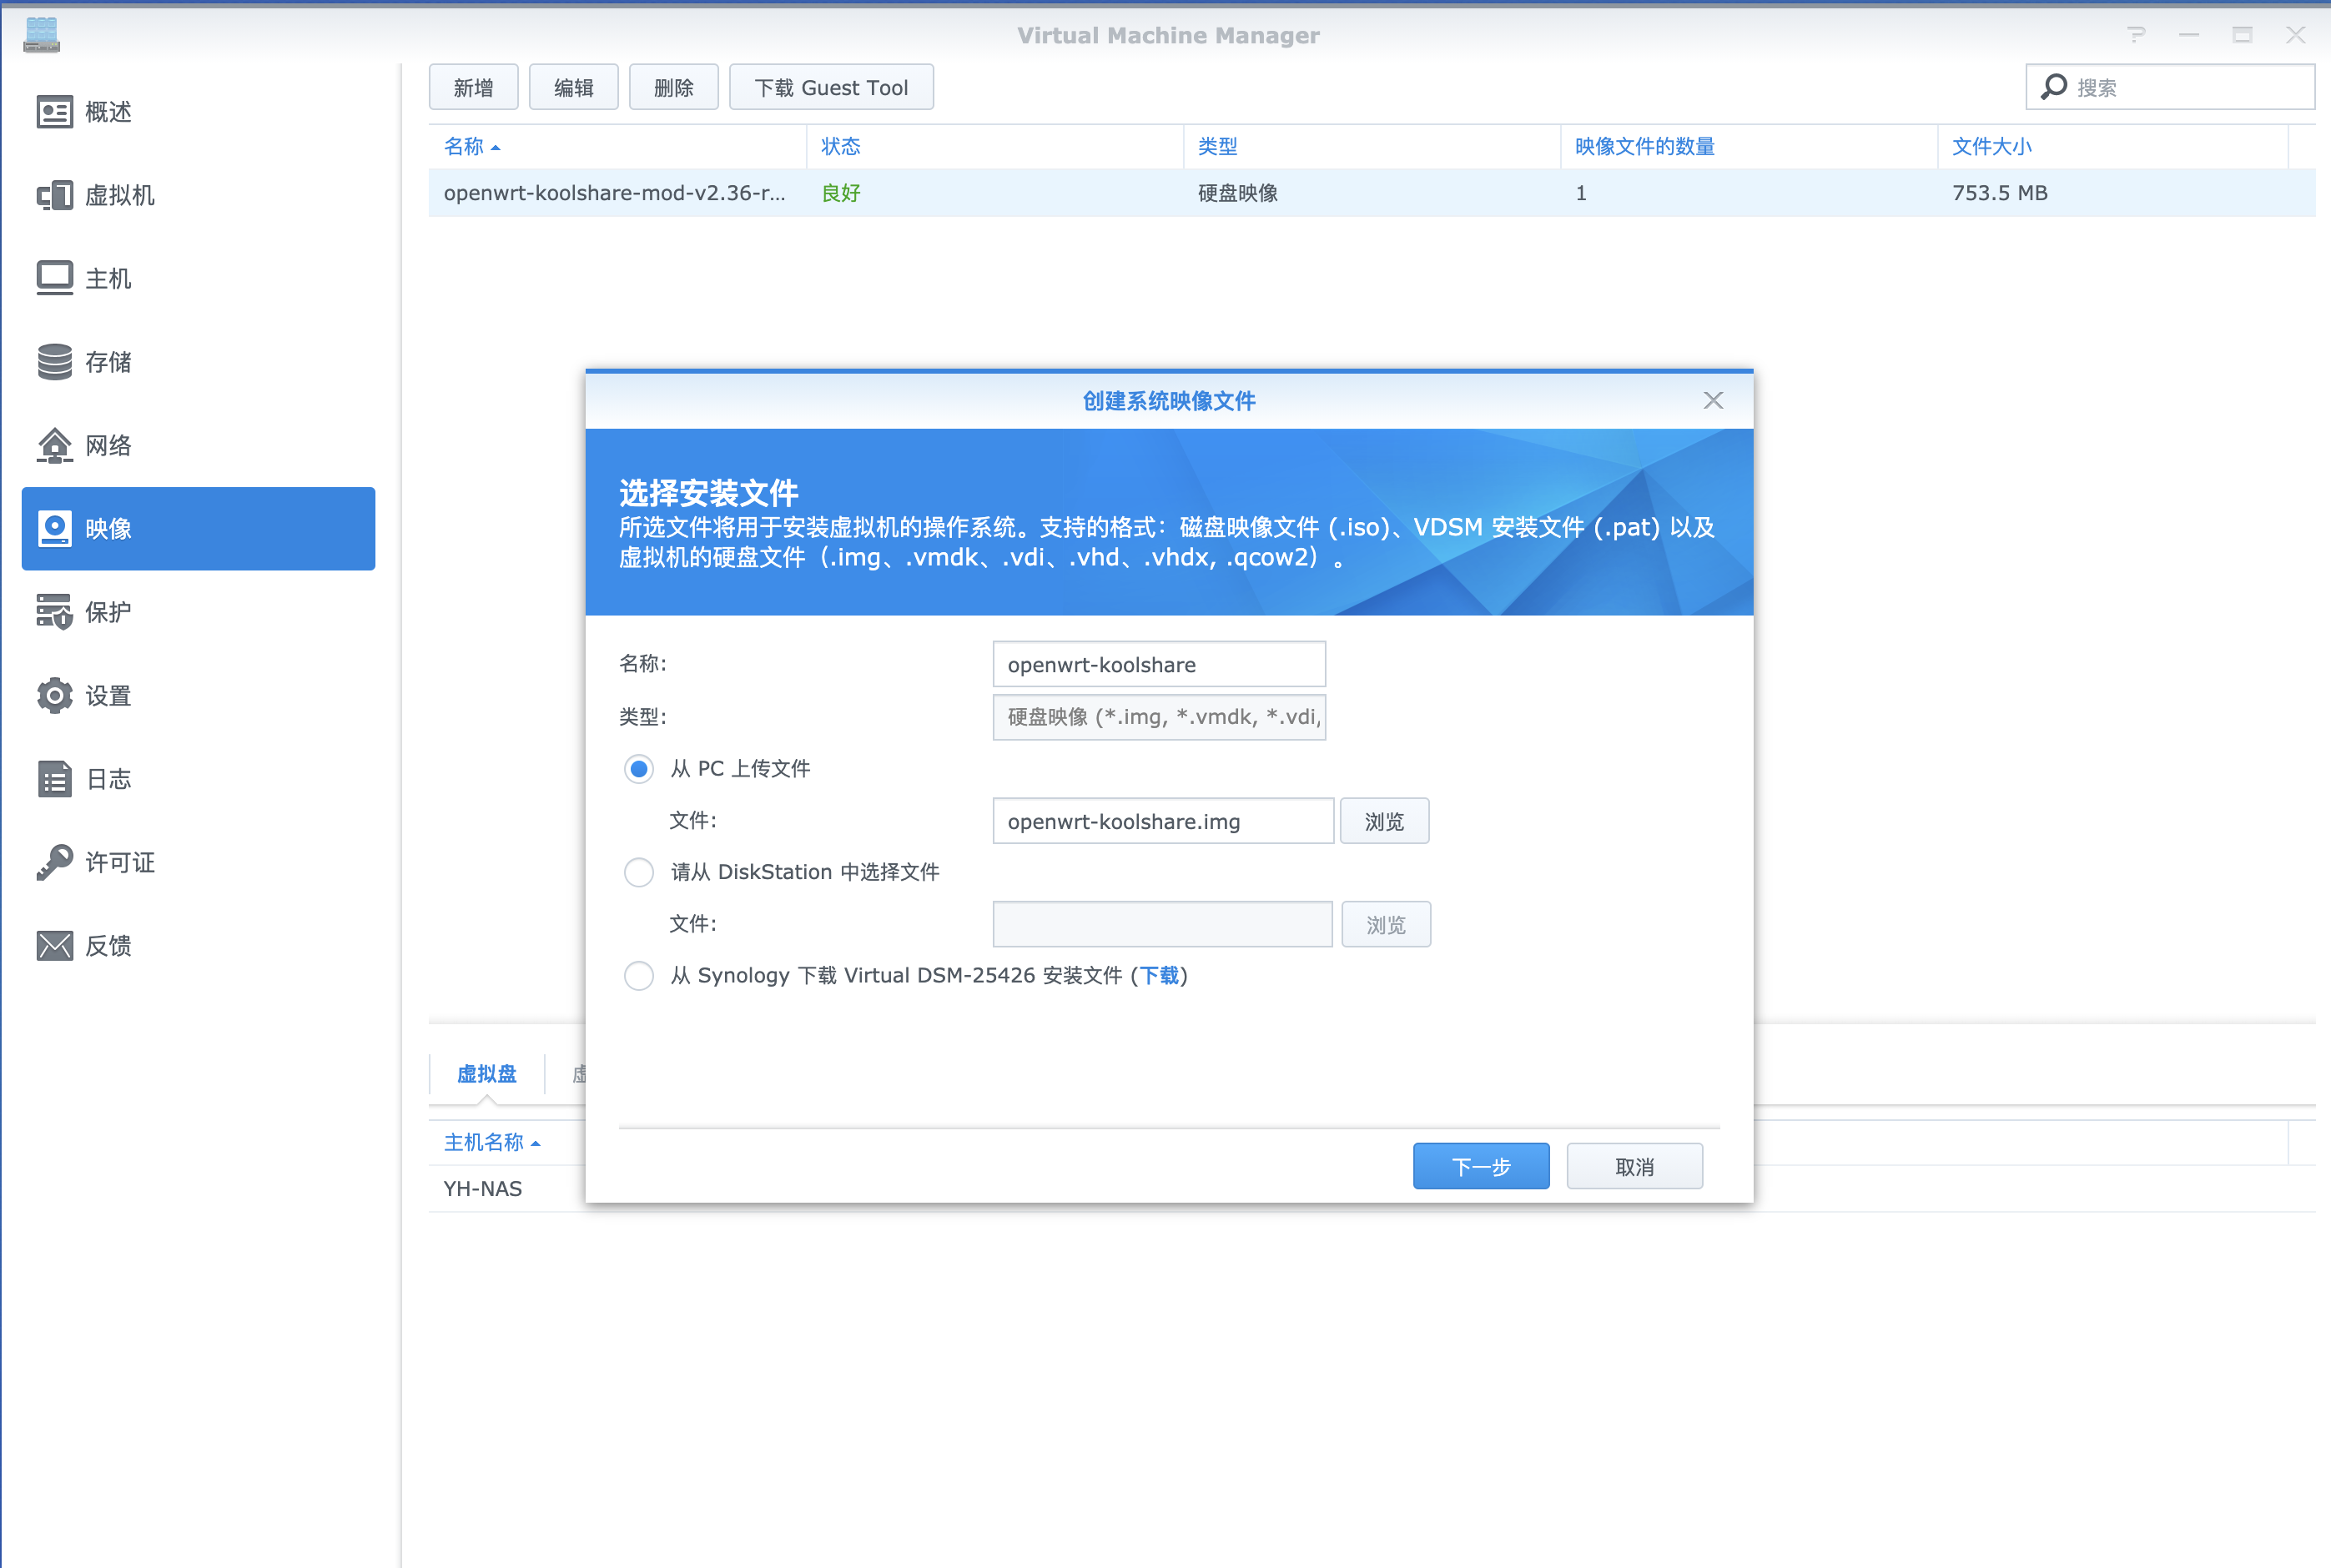 Virtual Machine Manager
概述
虚拟机
主机
存储
网络
映像
保护
设置
日志
许可证
反馈
新增
编辑
删除
下载 Guest Tool
搜索
名称
状态
类型
映像文件的数量
文件大小
openwrt-koolshare-mod-v2.36-r...
良好
硬盘映像
1
753.5 MB
创建系统映像文件
选择安装文件
所选文件将用于安装虚拟机的操作系统。支持的格式：磁盘映像文件 (.iso)、VDSM 安装文件 (.pat) 以及
虚拟机的硬盘文件（.img、.vmdk、.vdi、.vhd、.vhdx, .qcow2）。
名称:
openwrt-koolshare
类型:
硬盘映像 (*.img, *.vmdk, *.vdi,
从 PC 上传文件
文件:
openwrt-koolshare.img
浏览
请从 DiskStation 中选择文件
文件:
浏览
从 Synology 下载 Virtual DSM-25426 安装文件 (下载)
下一步
取消
虚拟盘
主机名称
YH-NAS